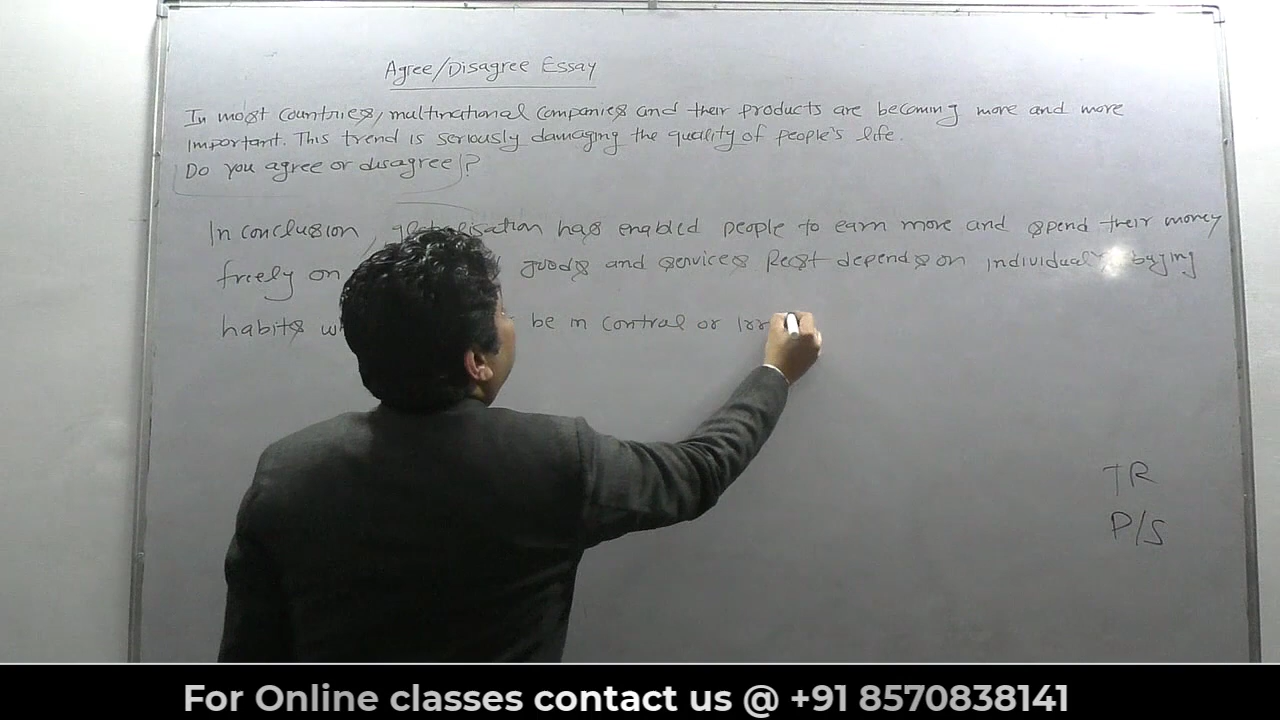 Agree/Disagree Essay
In most countries, multinational companies and their products are becoming more and more
important. This trend is seriously damaging the quality of people's life.
Do you agree or disagree?
In conclusion, has enabled people to earn more and spend their money
freely on goods and services Rest depends on individual's buying
habits be in control or irr
TR
P/S
For Online classes contact us @ +91 8570838141